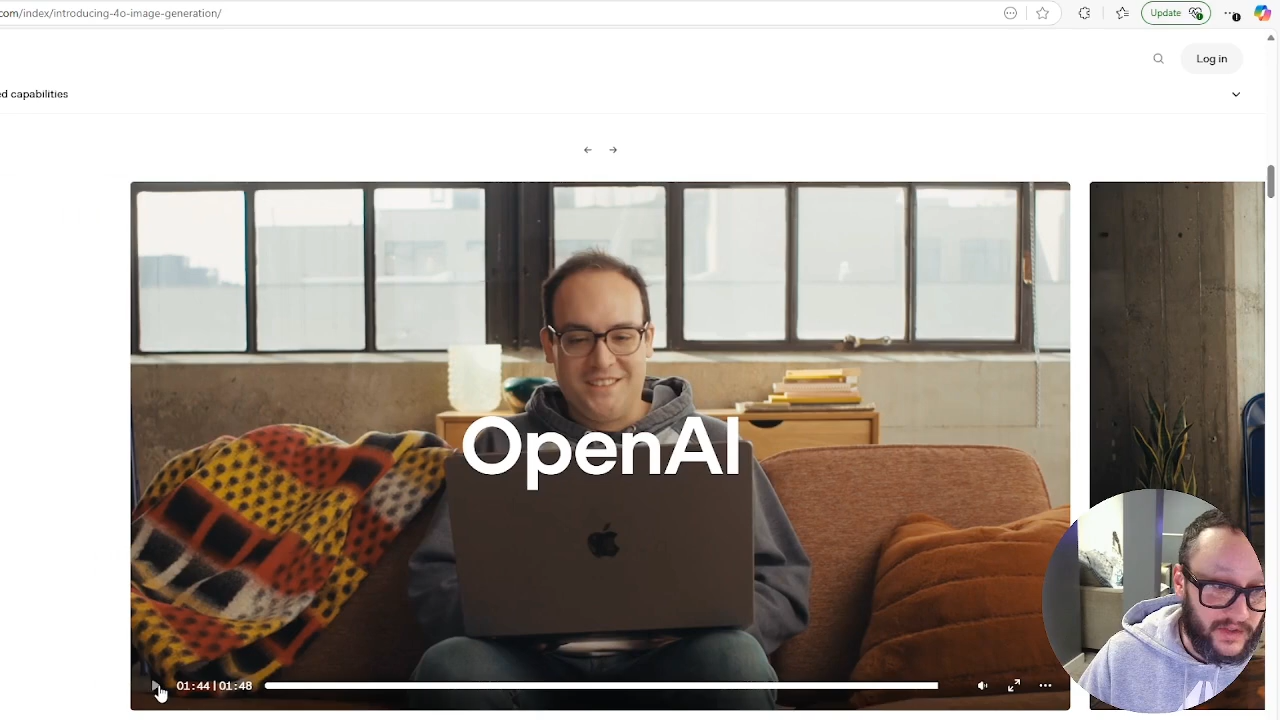 com/index/introducing-4o-image-generation/
Update
Log in
ed capabilities
OpenAI
01:44 | 01:48